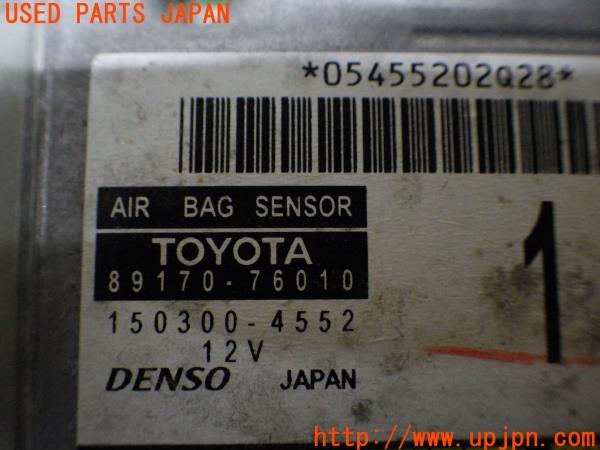 USED PARTS JAPAN
*05455202Q28*
AIR BAG SENSOR
TOYOTA
89170-76010
150300-4552
12V
DENSO JAPAN
1
http://www.upjpn.com/